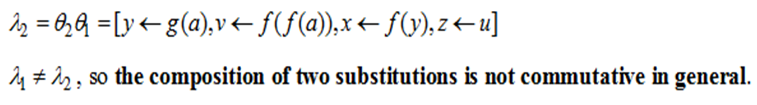 λ₂ = θ₂θ₁ = [y ← g(a), v ← f(f(a)), x ← f(y), z ← u]
λ₁ ≠ λ₂, so the composition of two substitutions is not commutative in general.